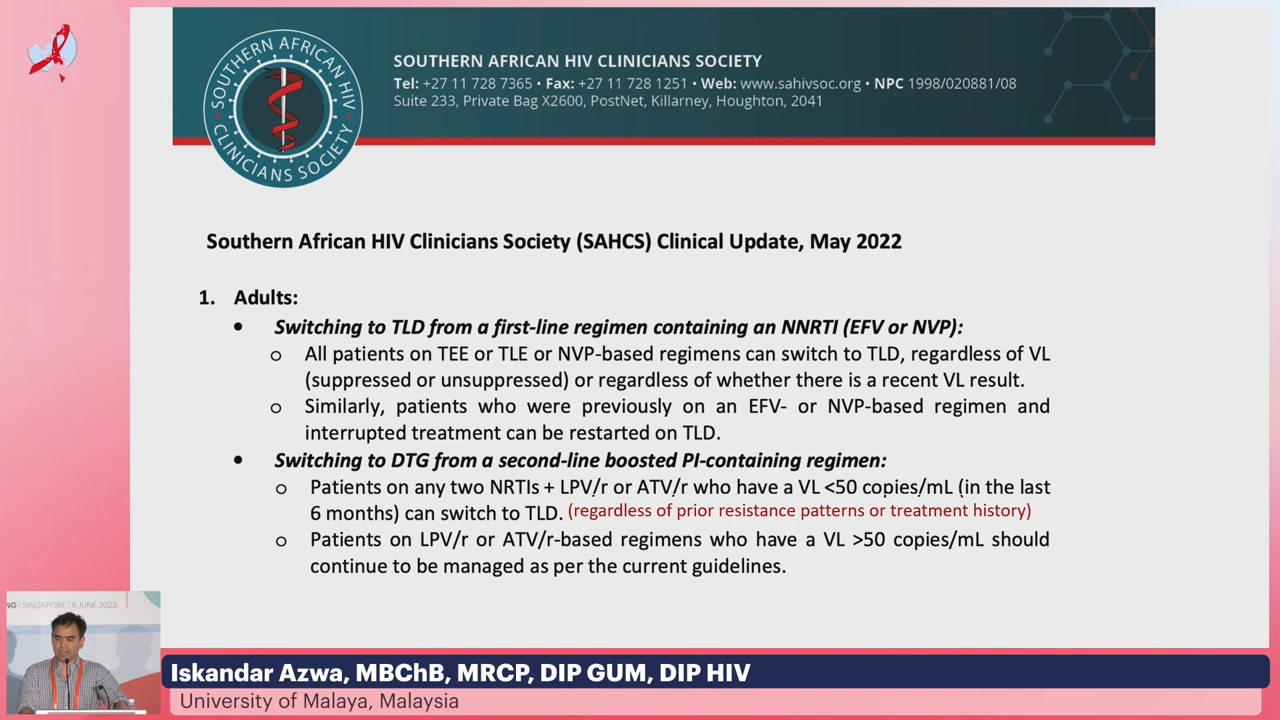 SOUTHERN AFRICAN HIV CLINICIANS SOCIETY
SOUTHERN AFRICAN HIV CLINICIANS SOCIETY
Tel: +27 11 728 7365 • Fax: +27 11 728 1251 • Web: www.sahivsoc.org • NPC 1998/020881/08
Suite 233, Private Bag X2600, PostNet, Killarney, Houghton, 2041
Southern African HIV Clinicians Society (SAHCS) Clinical Update, May 2022
1. Adults:
• Switching to TLD from a first-line regimen containing an NNRTI (EFV or NVP):
o All patients on TEE or TLE or NVP-based regimens can switch to TLD, regardless of VL
(suppressed or unsuppressed) or regardless of whether there is a recent VL result.
o Similarly, patients who were previously on an EFV- or NVP-based regimen and
interrupted treatment can be restarted on TLD.
• Switching to DTG from a second-line boosted PI-containing regimen:
o Patients on any two NRTIs + LPV/r or ATV/r who have a VL <50 copies/mL (in the last
6 months) can switch to TLD. (regardless of prior resistance patterns or treatment history)
o Patients on LPV/r or ATV/r-based regimens who have a VL >50 copies/mL should
continue to be managed as per the current guidelines.
NG | SINGAPORE | 8 JUNE 2023
Iskandar Azwa, MBChB, MRCP, DIP GUM, DIP HIV
University of Malaya, Malaysia